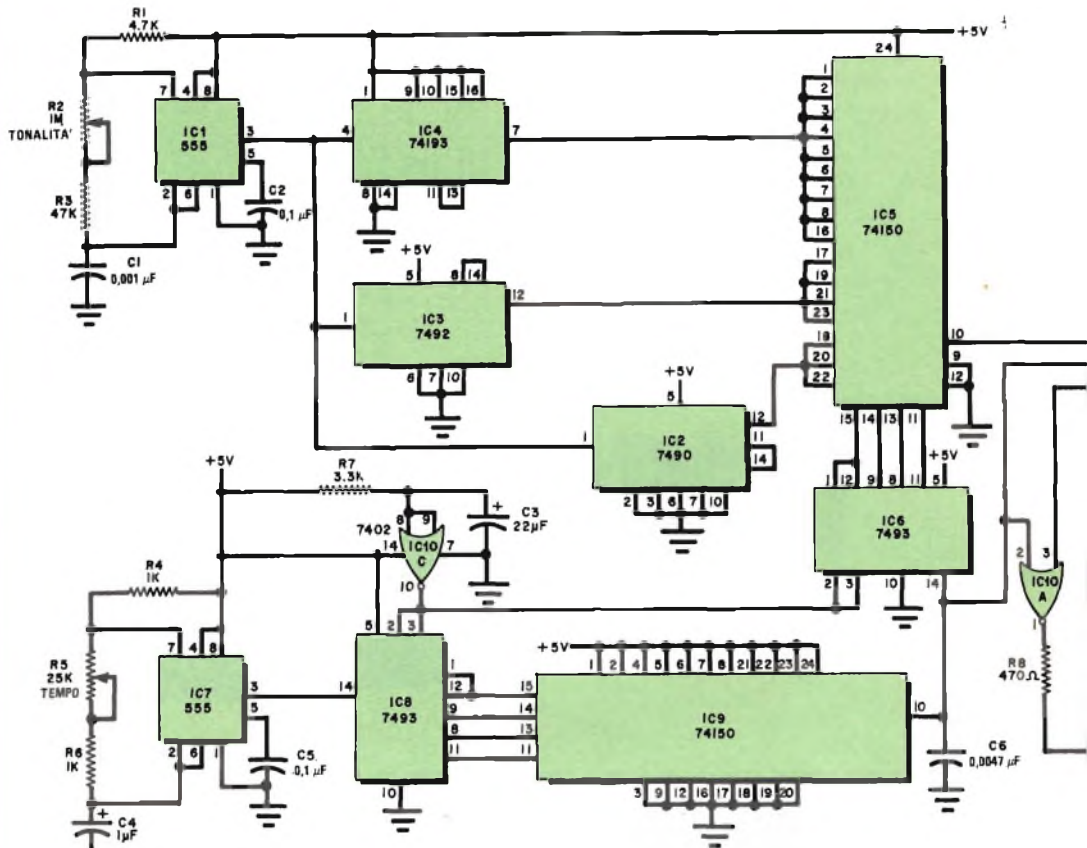 R1
4.7K
+5V
24
R2
1M
TONALITA'
7
4
8
IC1
555
3
5
2
6
1
R3
47K
C1
0,001 µF
C2
0,1 µF
1
9
10
15
16
4
IC4
74193
7
8
14
11
13
+5V
5
8
14
1
IC3
7492
12
6
7
10
+5V
5
1
IC2
7490
12
11
14
2
3
6
7
10
1
2
3
4
5
6
7
8
16
17
19
21
23
18
20
22
IC5
74150
10
9
12
15
14
13
11
+5V
1
12
9
8
11
5
IC6
7493
2
3
10
14
+5V
R7
3.3K
7402
8
9
14
IC10
C
7
10
+
C3
22µF
R4
1K
R5
25K
TEMPO
R6
1K
+
C4
1µF
7
4
8
IC7
555
3
5
2
6
1
C5
0,1 µF
5
2
3
14
IC8
7493
1
12
9
8
11
10
+5V
1
2
4
5
6
7
8
21
22
23
24
15
14
13
11
IC9
74150
10
3
9
12
16
17
18
19
20
C6
0,0047 µF
2
3
IC10
A
1
R8
470Ω